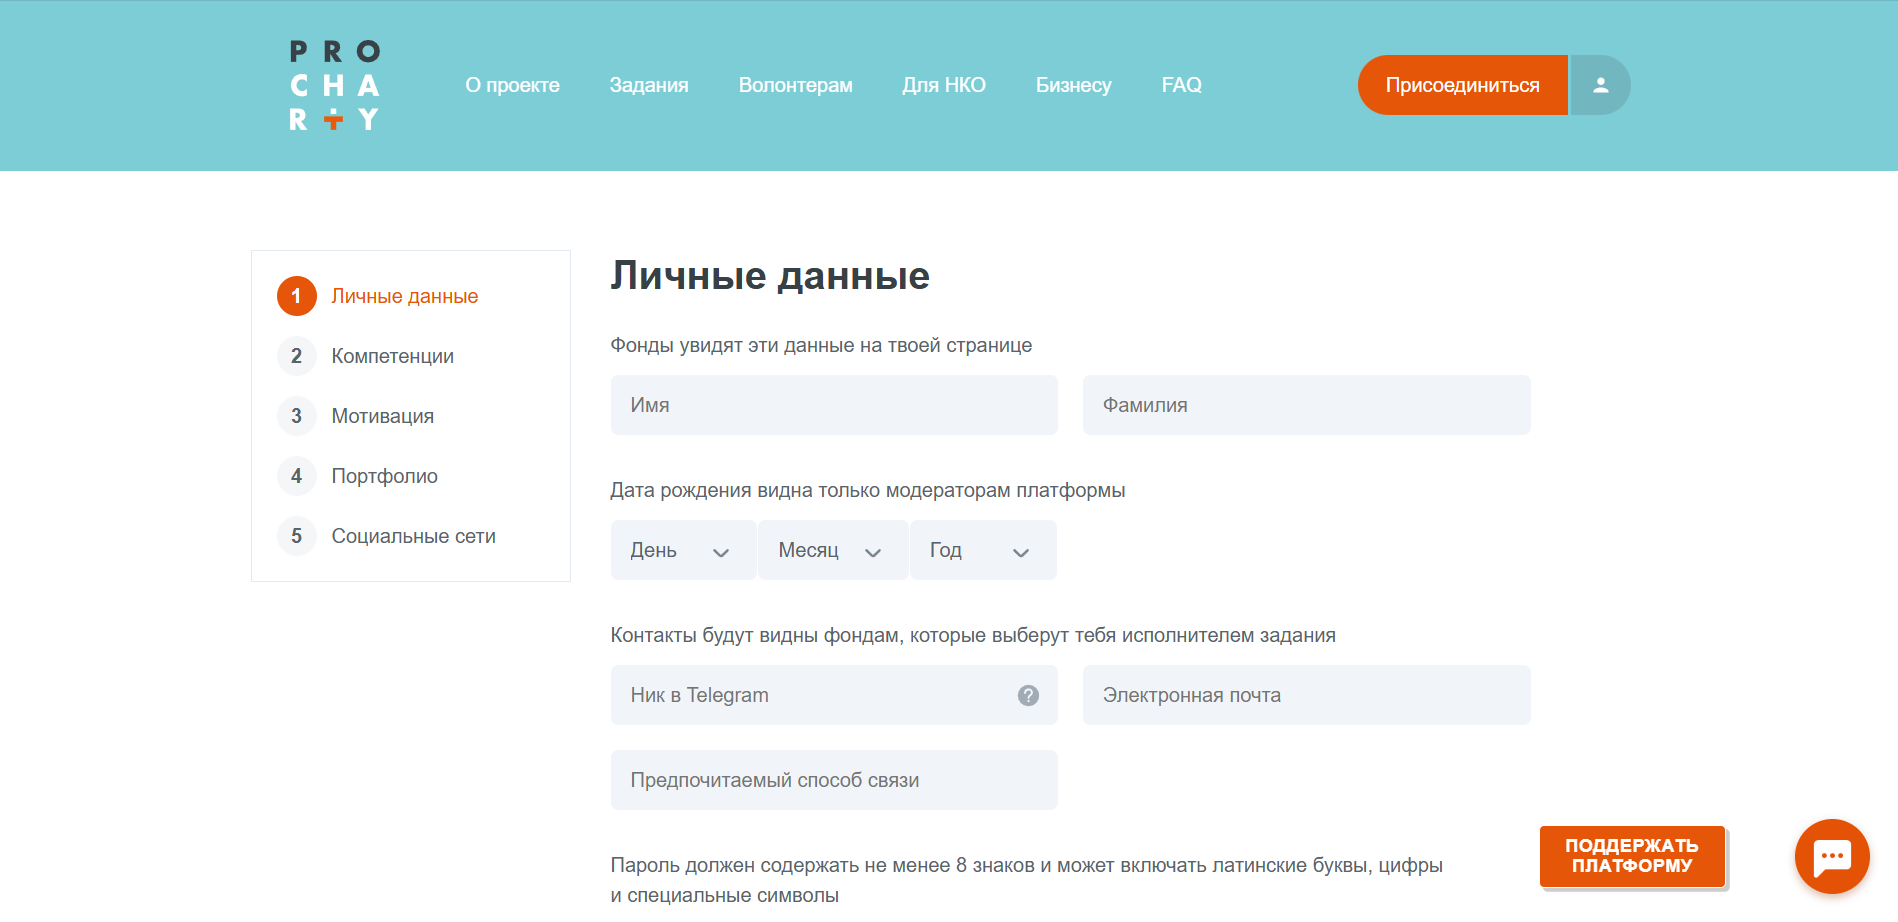 PRO
CHA
RITY
О проекте
Задания
Волонтерам
Для НКО
Бизнесу
FAQ
Присоединиться
1 Личные данные
2 Компетенции
3 Мотивация
4 Портфолио
5 Социальные сети
Личные данные
Фонды увидят эти данные на твоей странице
Имя
Фамилия
Дата рождения видна только модераторам платформы
День
Месяц
Год
Контакты будут видны фондам, которые выберут тебя исполнителем задания
Ник в Telegram
?
Электронная почта
Предпочитаемый способ связи
Пароль должен содержать не менее 8 знаков и может включать латинские буквы, цифры
и специальные символы
ПОДДЕРЖАТЬ
ПЛАТФОРМУ